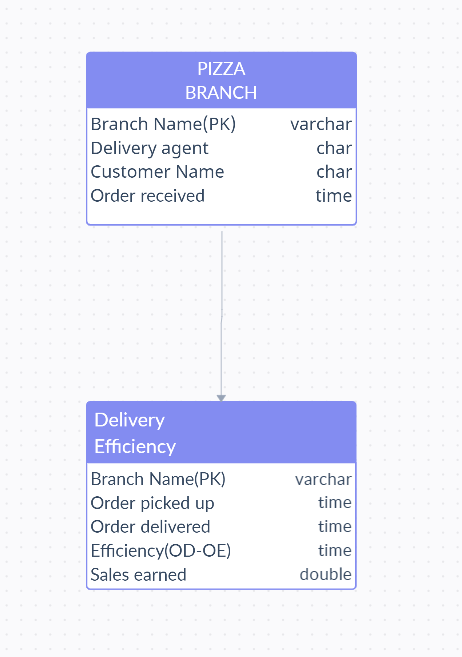 PIZZA
BRANCH
Branch Name(PK) varchar
Delivery agent char
Customer Name char
Order received time
Delivery
Efficiency
Branch Name(PK) varchar
Order picked up time
Order delivered time
Efficiency(OD-OE) time
Sales earned double